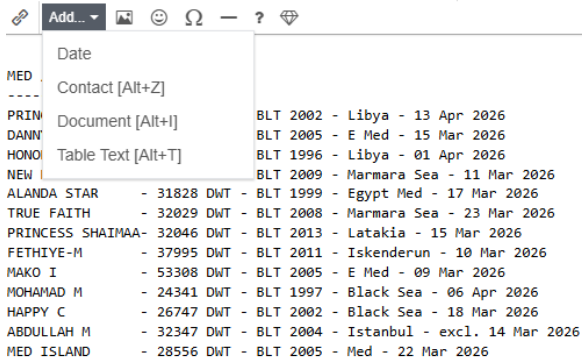 Add... Ω — ?
Date
Contact [Alt+Z]
Document [Alt+I]
Table Text [Alt+T]
MED
----
BLT 2002 - Libya - 13 Apr 2026
BLT 2005 - E Med - 15 Mar 2026
BLT 1996 - Libya - 01 Apr 2026
NEW BLT 2009 - Marmara Sea - 11 Mar 2026
ALANDA STAR - 31828 DWT - BLT 1999 - Egypt Med - 17 Mar 2026
TRUE FAITH - 32029 DWT - BLT 2008 - Marmara Sea - 23 Mar 2026
PRINCESS SHAIMAA- 32046 DWT - BLT 2013 - Latakia - 15 Mar 2026
FETHIYE-M - 37995 DWT - BLT 2011 - Iskenderun - 10 Mar 2026
MAKO I - 53308 DWT - BLT 2005 - E Med - 09 Mar 2026
MOHAMAD M - 24341 DWT - BLT 1997 - Black Sea - 06 Apr 2026
HAPPY C - 26747 DWT - BLT 2002 - Black Sea - 18 Mar 2026
ABDULLAH M - 32347 DWT - BLT 2004 - Istanbul - excl. 14 Mar 2026
MED ISLAND - 28556 DWT - BLT 2005 - Med - 22 Mar 2026